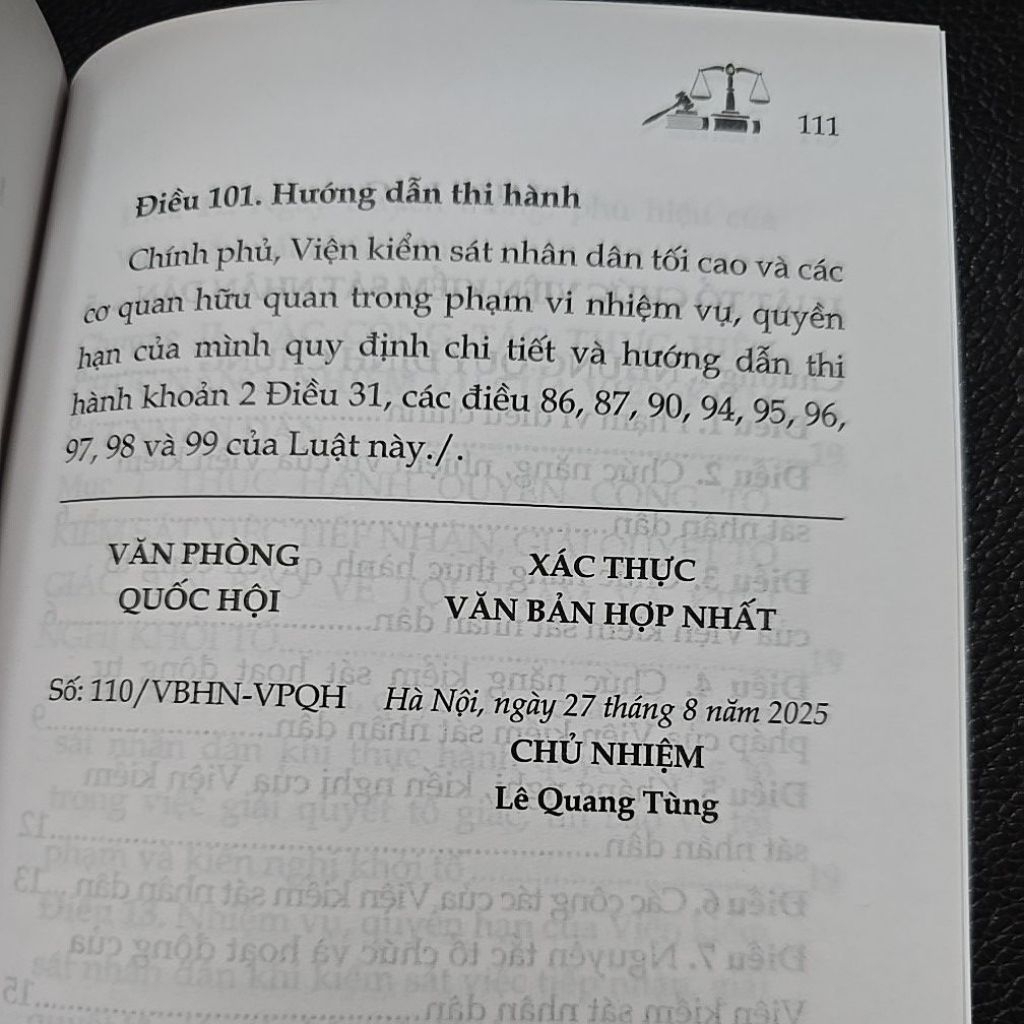 111
Điều 101. Hướng dẫn thi hành
Chính phủ, Viện kiểm sát nhân dân tối cao và các
cơ quan hữu quan trong phạm vi nhiệm vụ, quyền
hạn của mình quy định chi tiết và hướng dẫn thi
hành khoản 2 Điều 31, các điều 86, 87, 90, 94, 95, 96,
97, 98 và 99 của Luật này./.
VĂN PHÒNG
QUỐC HỘI
XÁC THỰC
VĂN BẢN HỢP NHẤT
Số: 110/VBHN-VPQH
Hà Nội, ngày 27 tháng 8 năm 2025
CHỦ NHIỆM
Lê Quang Tùng